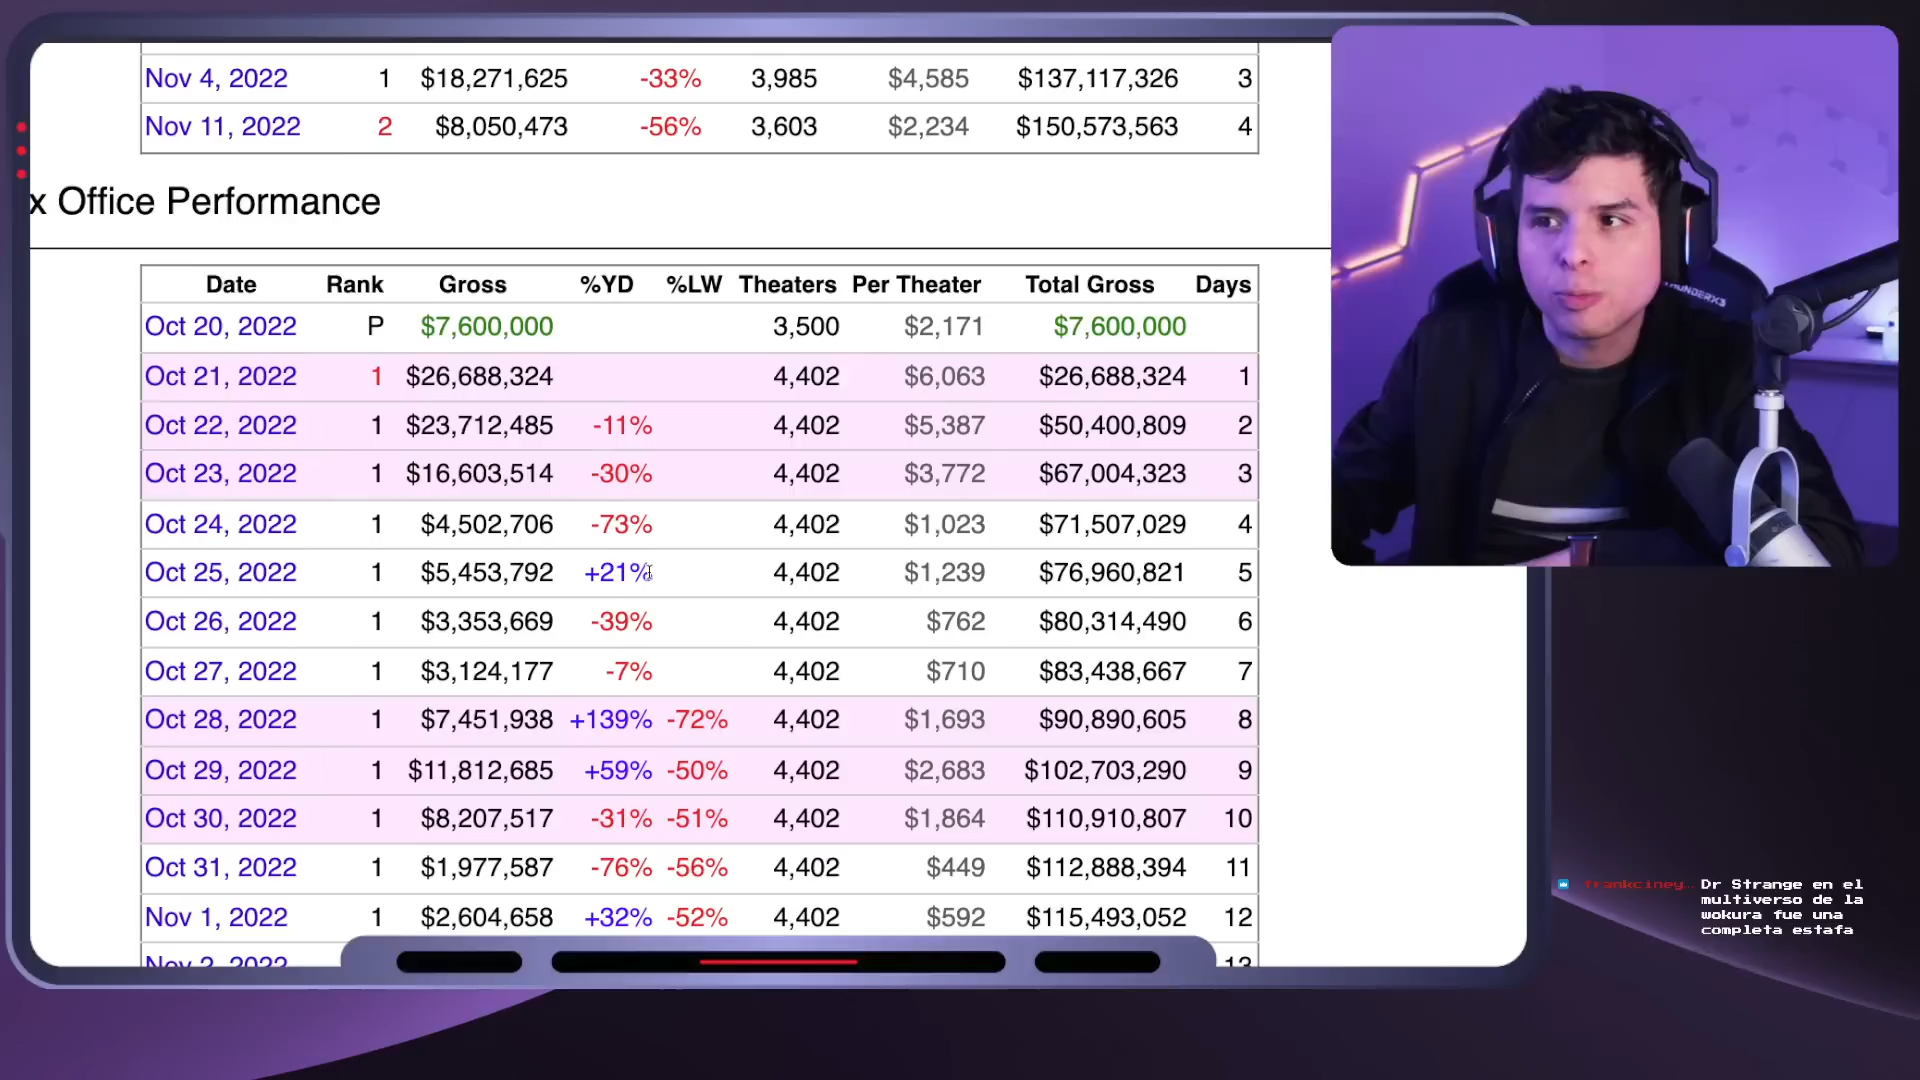 Nov 4, 2022 1 $18,271,625 -33% 3,985 $4,585 $137,117,326 3
Nov 11, 2022 2 $8,050,473 -56% 3,603 $2,234 $150,573,563 4
x Office Performance
Date Rank Gross %YD %LW Theaters Per Theater Total Gross Days
Oct 20, 2022 P $7,600,000 3,500 $2,171 $7,600,000
Oct 21, 2022 1 $26,688,324 4,402 $6,063 $26,688,324 1
Oct 22, 2022 1 $23,712,485 -11% 4,402 $5,387 $50,400,809 2
Oct 23, 2022 1 $16,603,514 -30% 4,402 $3,772 $67,004,323 3
Oct 24, 2022 1 $4,502,706 -73% 4,402 $1,023 $71,507,029 4
Oct 25, 2022 1 $5,453,792 +21% 4,402 $1,239 $76,960,821 5
Oct 26, 2022 1 $3,353,669 -39% 4,402 $762 $80,314,490 6
Oct 27, 2022 1 $3,124,177 -7% 4,402 $710 $83,438,667 7
Oct 28, 2022 1 $7,451,938 +139% -72% 4,402 $1,693 $90,890,605 8
Oct 29, 2022 1 $11,812,685 +59% -50% 4,402 $2,683 $102,703,290 9
Oct 30, 2022 1 $8,207,517 -31% -51% 4,402 $1,864 $110,910,807 10
Oct 31, 2022 1 $1,977,587 -76% -56% 4,402 $449 $112,888,394 11
Nov 1, 2022 1 $2,604,658 +32% -52% 4,402 $592 $115,493,052 12
Nov 2, 2022 13
THUNDERX3
frankciney... Dr Strange en el
multiverso de la
wokura fue una
completa estafa